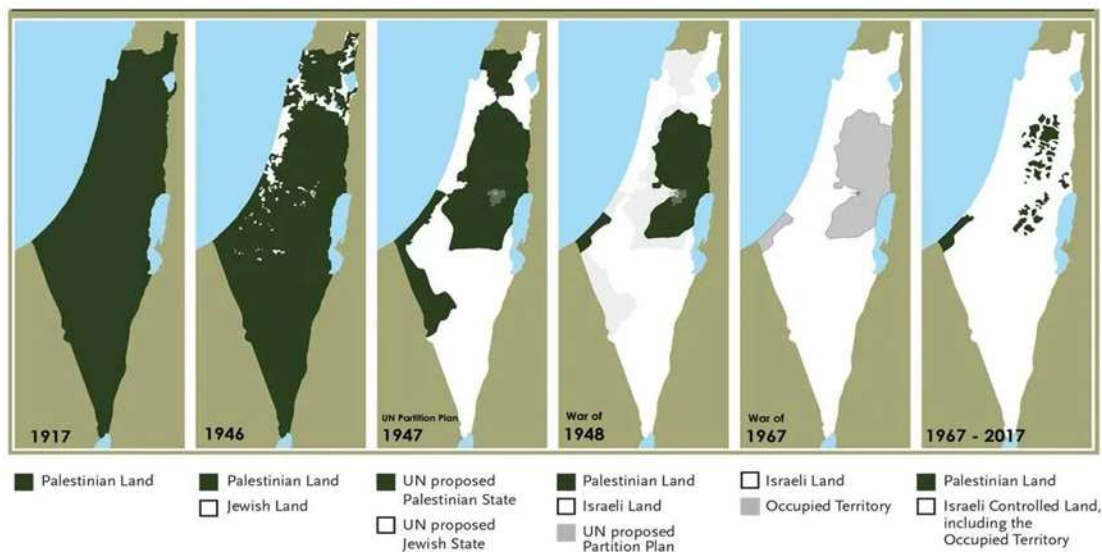 1917
1946
UN Partition Plan
1947
War of
1948
War of
1967
1967 - 2017
Palestinian Land
Palestinian Land
Jewish Land
UN proposed
Palestinian State
UN proposed
Jewish State
Palestinian Land
Israeli Land
UN proposed
Partition Plan
Israeli Land
Occupied Territory
Palestinian Land
Israeli Controlled Land,
including the
Occupied Territory